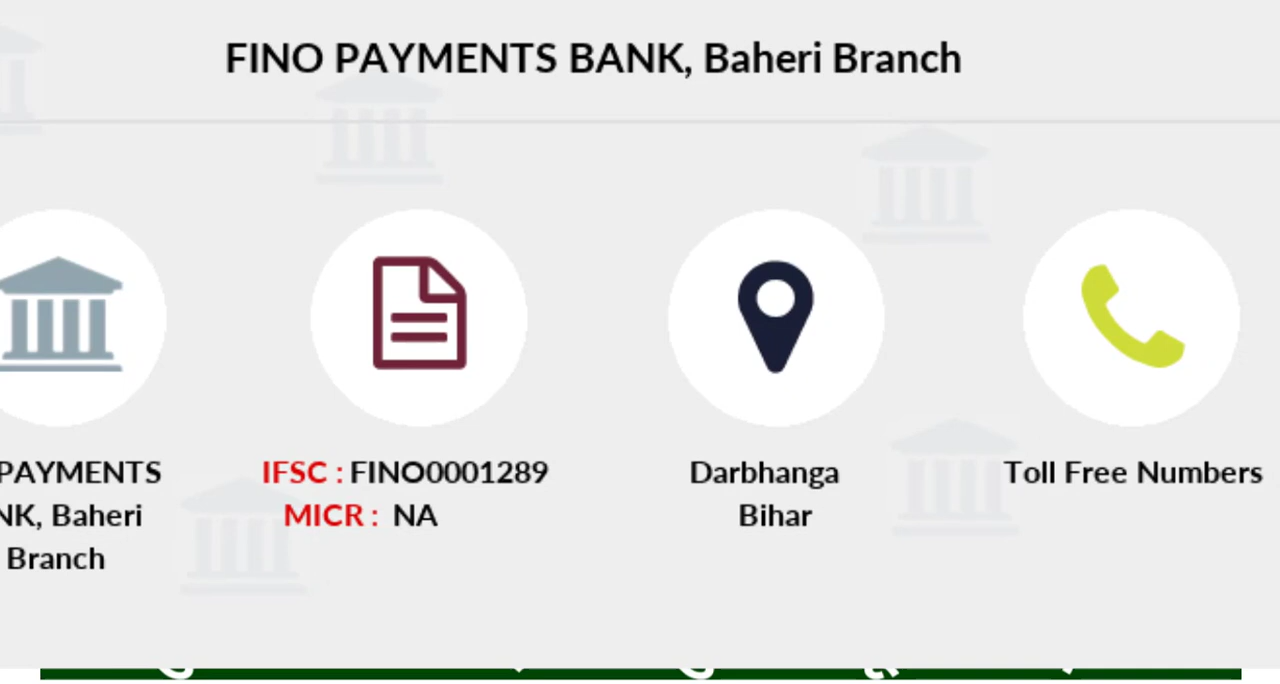 FINO PAYMENTS BANK, Baheri Branch
PAYMENTS
NK, Baheri
Branch
IFSC : FINO0001289
MICR : NA
Darbhanga
Bihar
Toll Free Numbers